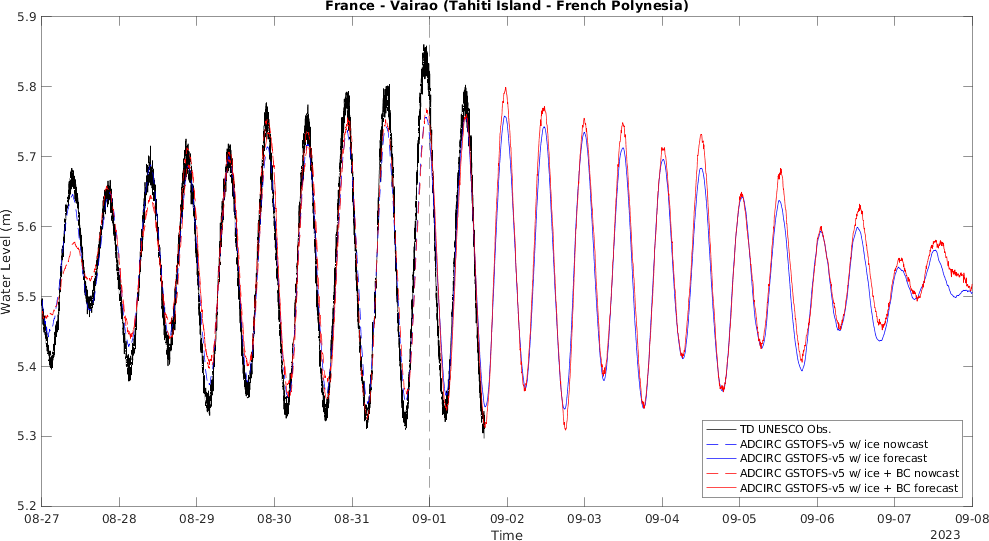 France - Vairao (Tahiti Island - French Polynesia)
5.9
5.8
5.7
5.6
5.5
5.4
5.3
5.2
Water Level (m)
TD UNESCO Obs.
ADCIRC GSTOFS-v5 w/ ice nowcast
ADCIRC GSTOFS-v5 w/ ice forecast
ADCIRC GSTOFS-v5 w/ ice + BC nowcast
ADCIRC GSTOFS-v5 w/ ice + BC forecast
08-27 08-28 08-29 08-30 08-31 09-01 09-02 09-03 09-04 09-05 09-06 09-07 09-08
Time
2023